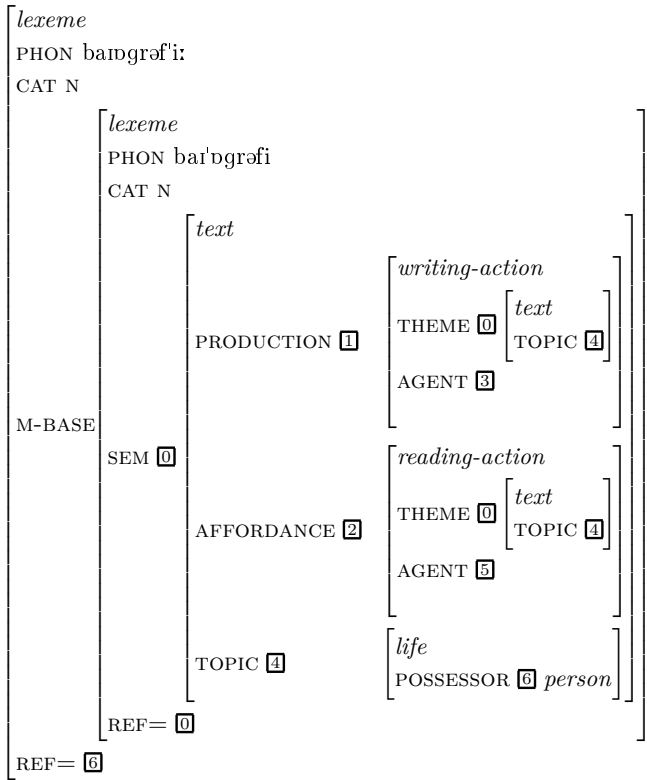 lexeme
PHON baɪɒgrəf'iː
CAT N
lexeme
PHON baɪ'ɒgrəfi
CAT N
text
writing-action
THEME 0 text
TOPIC 4
PRODUCTION 1
AGENT 3
M-BASE
SEM 0
reading-action
THEME 0 text
TOPIC 4
AFFORDANCE 2
AGENT 5
life
TOPIC 4
POSSESSOR 6 person
REF= 0
REF= 6